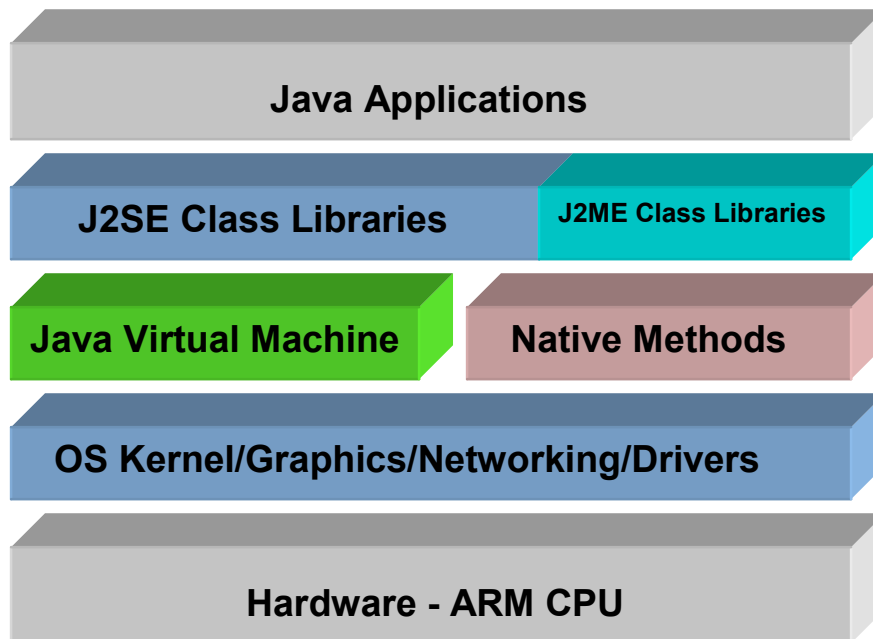 Java Applications
J2SE Class Libraries
J2ME Class Libraries
Java Virtual Machine
Native Methods
OS Kernel/Graphics/Networking/Drivers
Hardware - ARM CPU